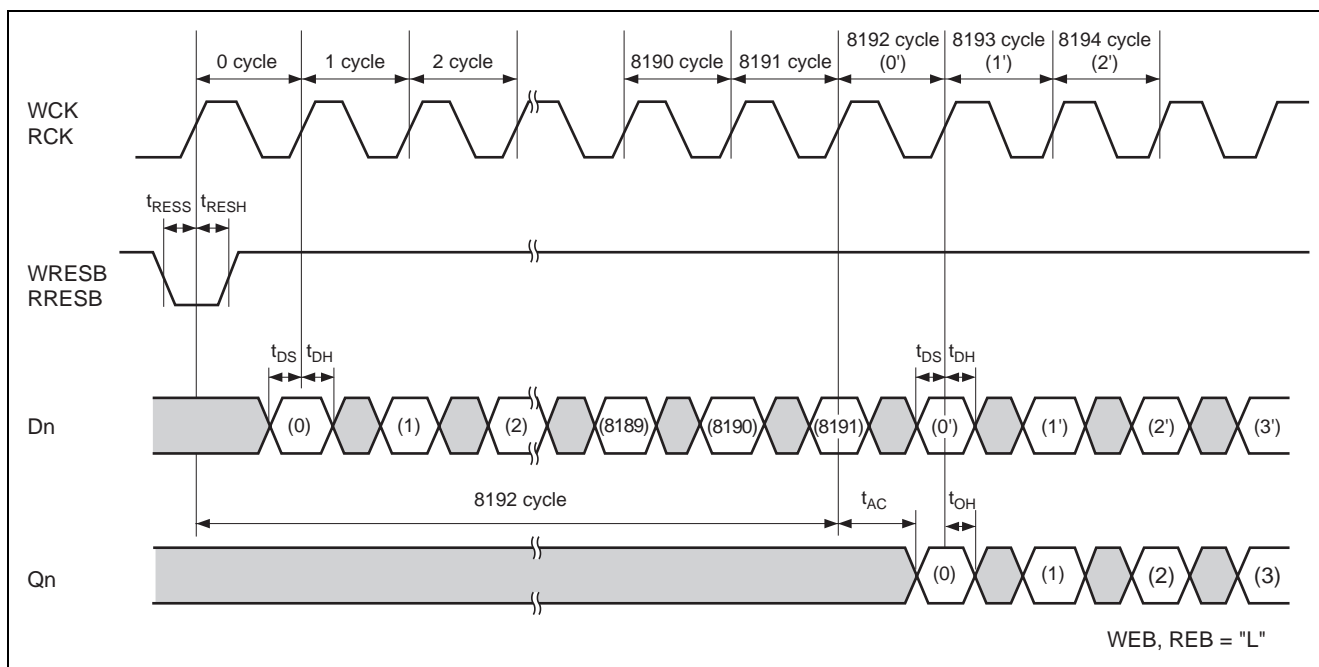 0 cycle 1 cycle 2 cycle 8190 cycle 8191 cycle 8192 cycle (0') 8193 cycle (1') 8194 cycle (2')
WCK
RCK
tRESS tRESH
WRESB
RRESB
tDS tDH tDS tDH
Dn (0) (1) (2) (8189) (8190) (8191) (0') (1') (2') (3')
8192 cycle tAC tOH
Qn (0) (1) (2) (3)
WEB, REB = "L"